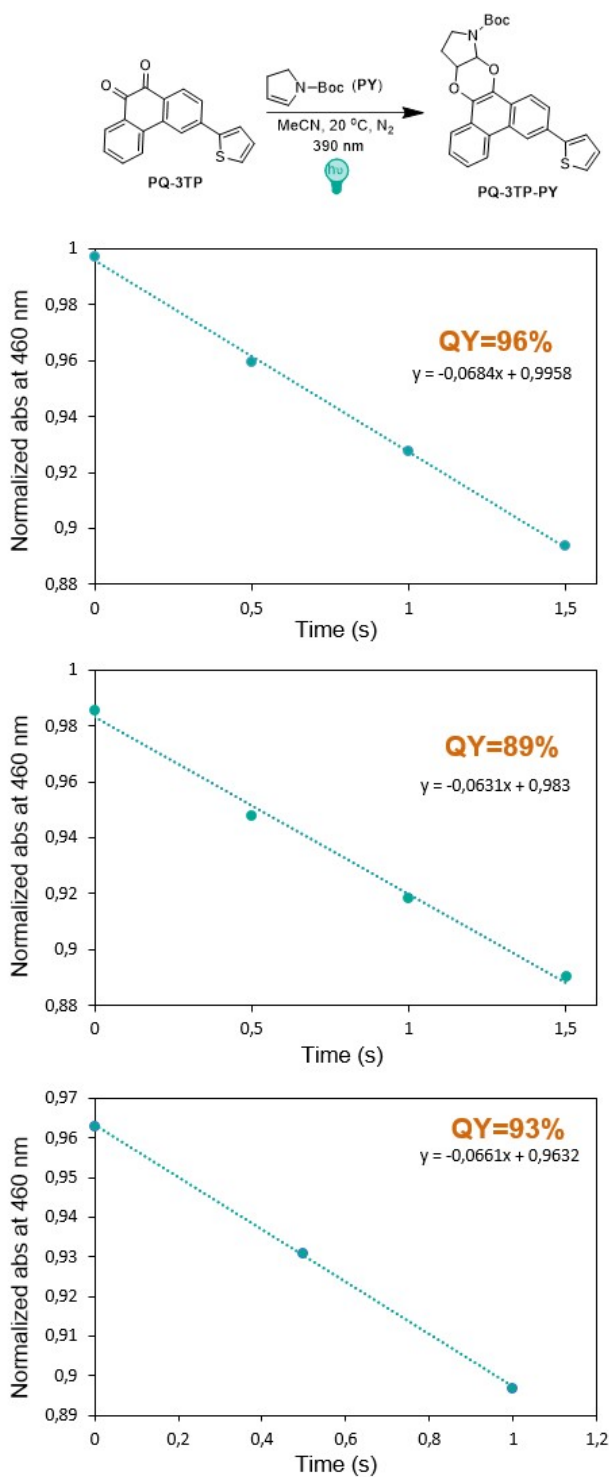 Boc
N
O
O
O
O
N–Boc (PY)
MeCN, 20 ⁰C, N₂
390 nm
hυ
S
S
PQ-3TP
PQ-3TP-PY
Normalized abs at 460 nm
1
0,98
0,96
0,94
0,92
0,9
0,88
QY=96%
y = -0,0684x + 0,9958
0
0,5
1
1,5
Time (s)
Normalized abs at 460 nm
1
0,98
0,96
0,94
0,92
0,9
0,88
QY=89%
y = -0,0631x + 0,983
0
0,5
1
1,5
Time (s)
Normalized abs at 460 nm
0,97
0,96
0,95
0,94
0,93
0,92
0,91
0,9
0,89
QY=93%
y = -0,0661x + 0,9632
0
0,2
0,4
0,6
0,8
1
1,2
Time (s)